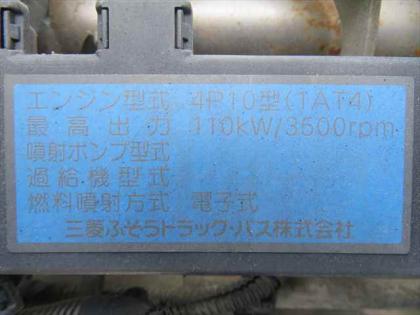 エンジン型式 4P10型(TAT4)
最高出力 110kW/3500rpm
噴射ポンプ型式
過給機型式
燃料噴射方式 電子式
三菱ふそうトラック・バス株式会社